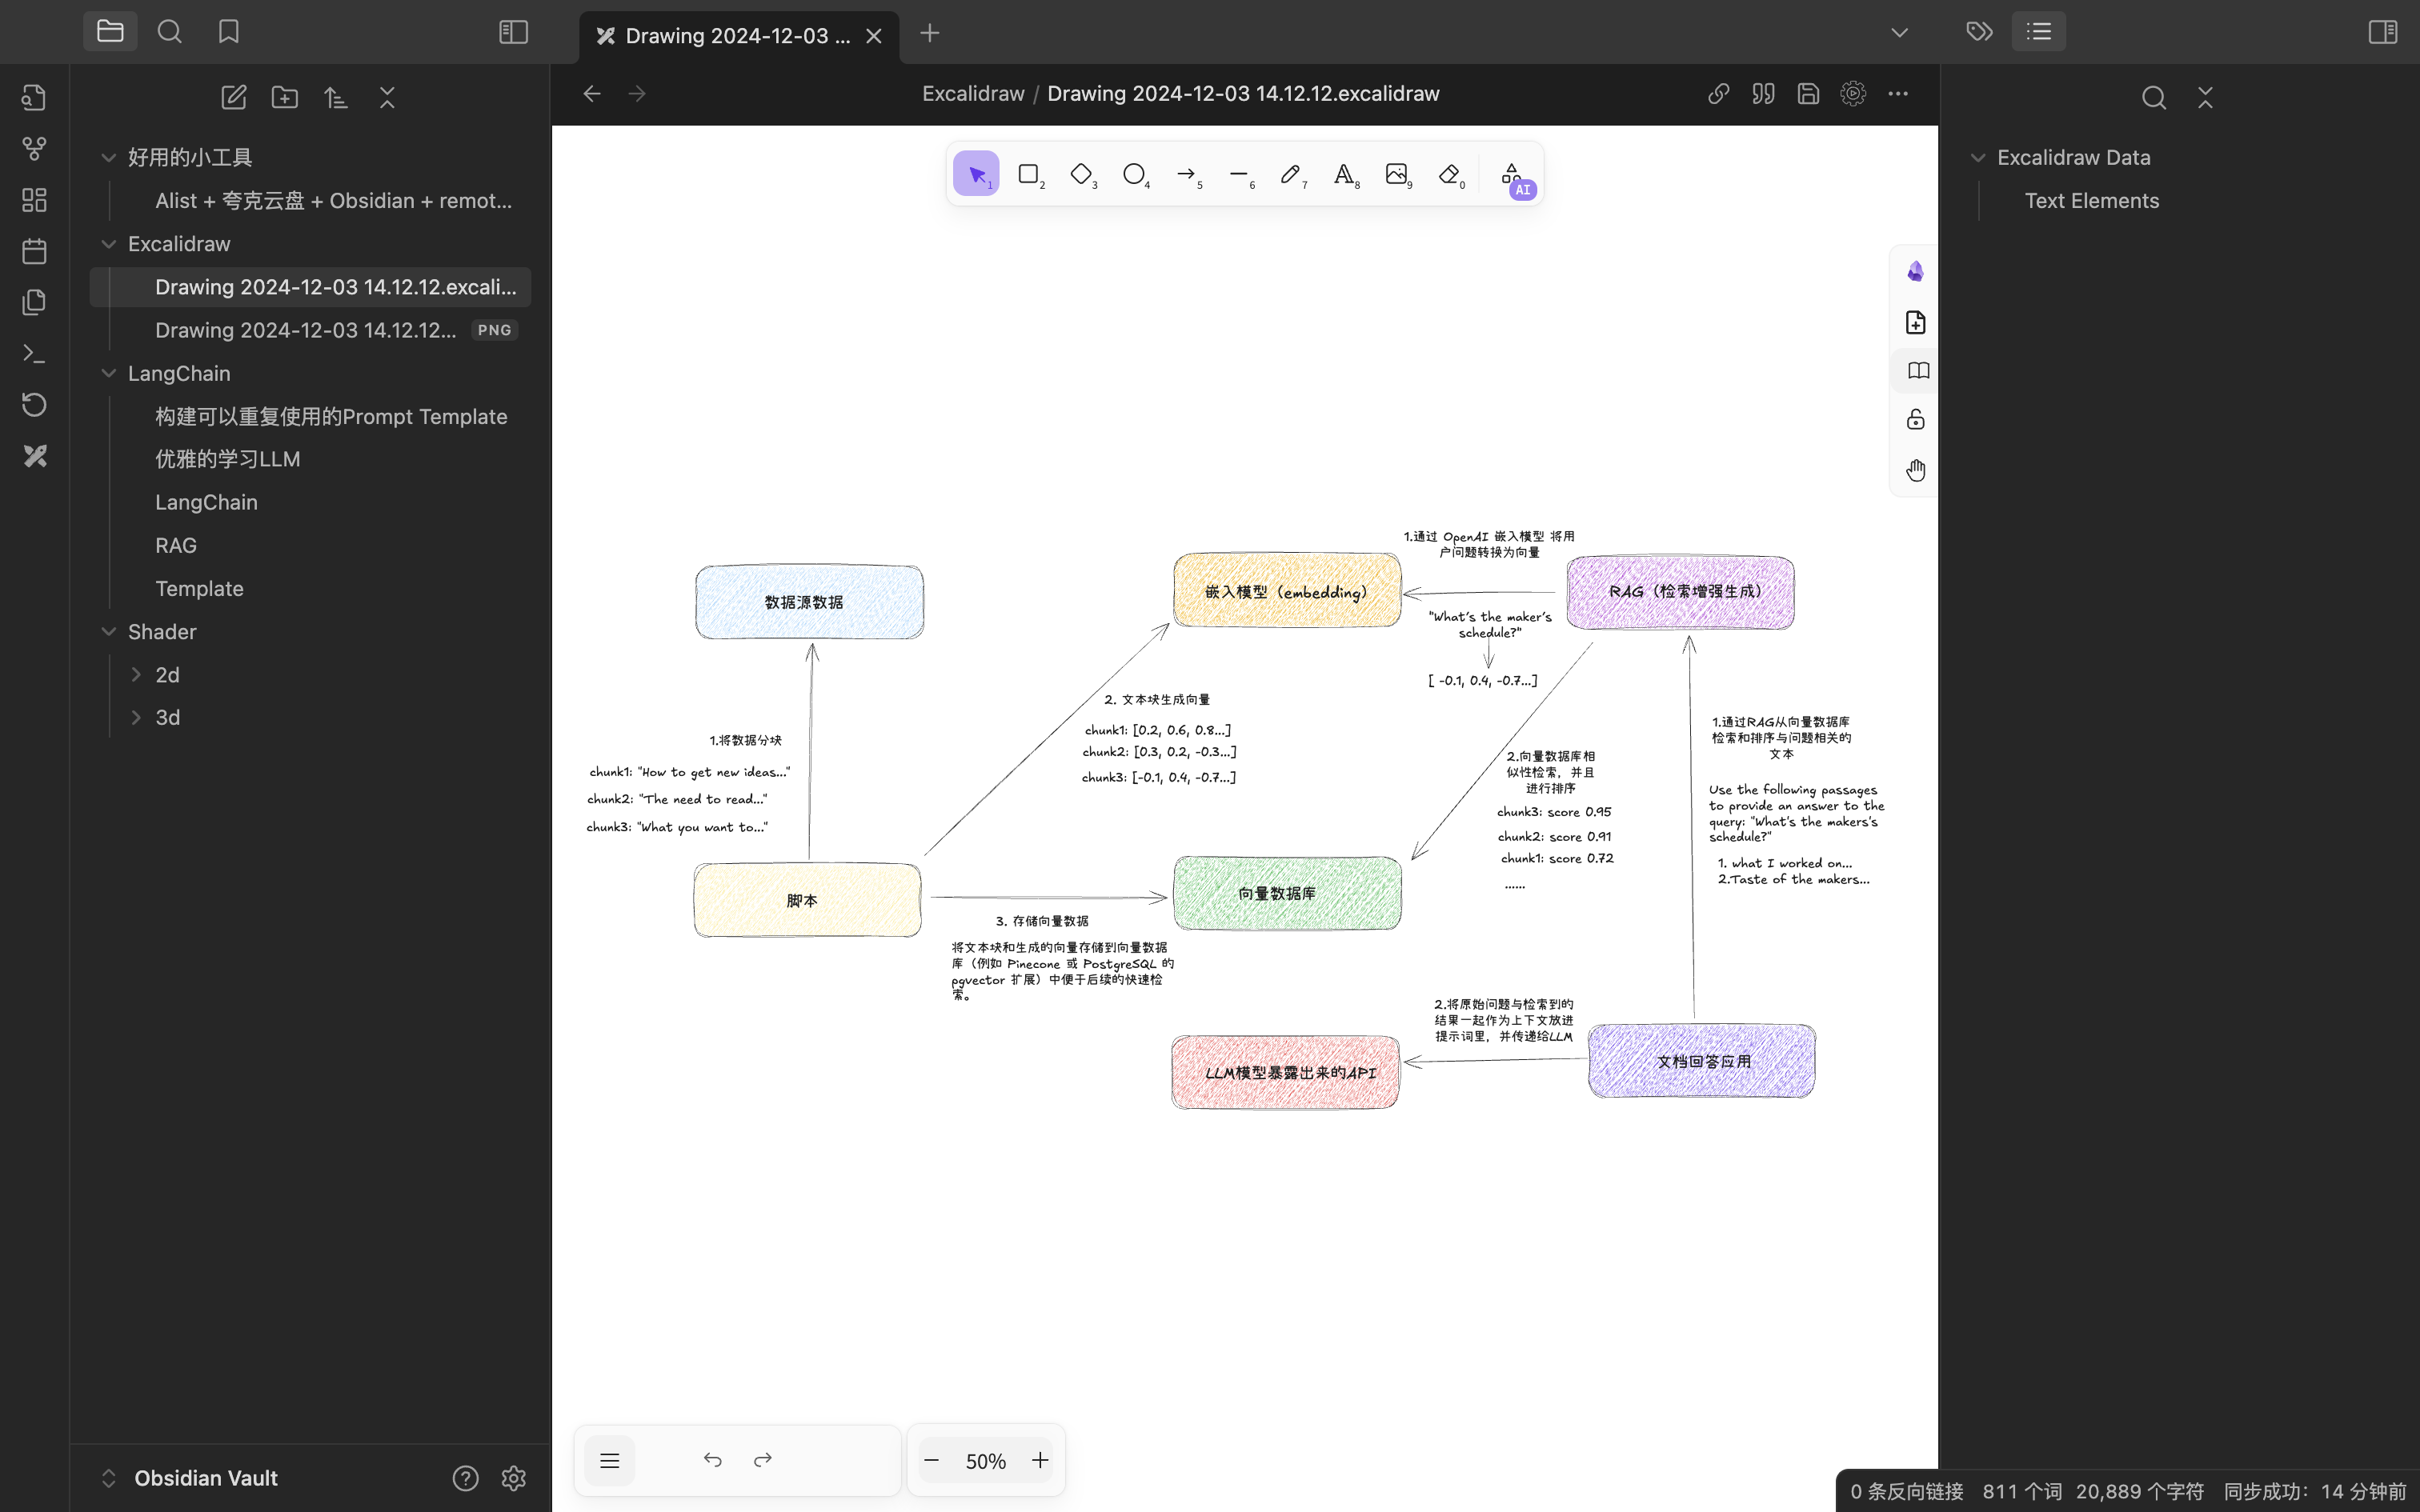 Drawing 2024-12-03 ...
Excalidraw / Drawing 2024-12-03 14.12.12.excalidraw
好用的小工具
Alist + 夸克云盘 + Obsidian + remot...
Excalidraw
Drawing 2024-12-03 14.12.12.excali...
Drawing 2024-12-03 14.12.12... PNG
LangChain
构建可以重复使用的Prompt Template
优雅的学习LLM
LangChain
RAG
Template
Shader
2d
3d
Obsidian Vault
1 2 3 4 5 6 7 8 9 0 AI
1.通过 OpenAI 嵌入模型 将用
户问题转换为向量
数据源数据
嵌入模型（embedding）
RAG（检索增强生成）
"What's the maker's
schedule?"
[ -0.1, 0.4, -0.7...]
2. 文本块生成向量
chunk1: [0.2, 0.6, 0.8...]
chunk2: [0.3, 0.2, -0.3...]
chunk3: [-0.1, 0.4, -0.7...]
1.将数据分块
chunk1: "How to get new ideas..."
chunk2: "The need to read..."
chunk3: "What you want to..."
2.向量数据库相
似性检索，并且
进行排序
chunk3: score 0.95
chunk2: score 0.91
chunk1: score 0.72
......
1.通过RAG从向量数据库
检索和排序与问题相关的
文本
Use the following passages
to provide an answer to the
query: "What's the makers's
schedule?"
1. what I worked on...
2.Taste of the makers...
脚本
向量数据库
3. 存储向量数据
将文本块和生成的向量存储到向量数据
库（例如 Pinecone 或 PostgreSQL 的
pgvector 扩展）中便于后续的快速检
索。
2.将原始问题与检索到的
结果一起作为上下文放进
提示词里，并传递给LLM
LLM模型暴露出来的API
文档回答应用
50%
Excalidraw Data
Text Elements
0 条反向链接 811 个词 20,889 个字符 同步成功：14 分钟前